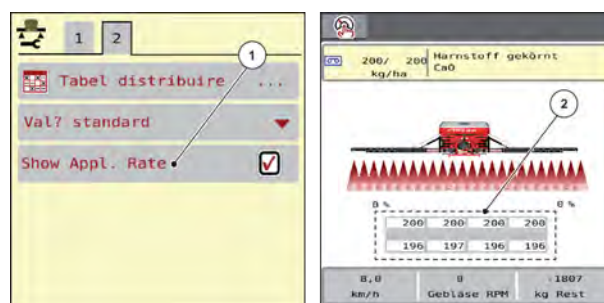 1 2
1
Tabel distribuire ...
Val? standard
Show Appl. Rate
200/ 200 Harnstoff gekörnt
kg/ha CaO
2
0 % 0 %
200 200 200 200
196 197 196 196
8,0 0 1807
km/h Gebläse RPM kg Rest